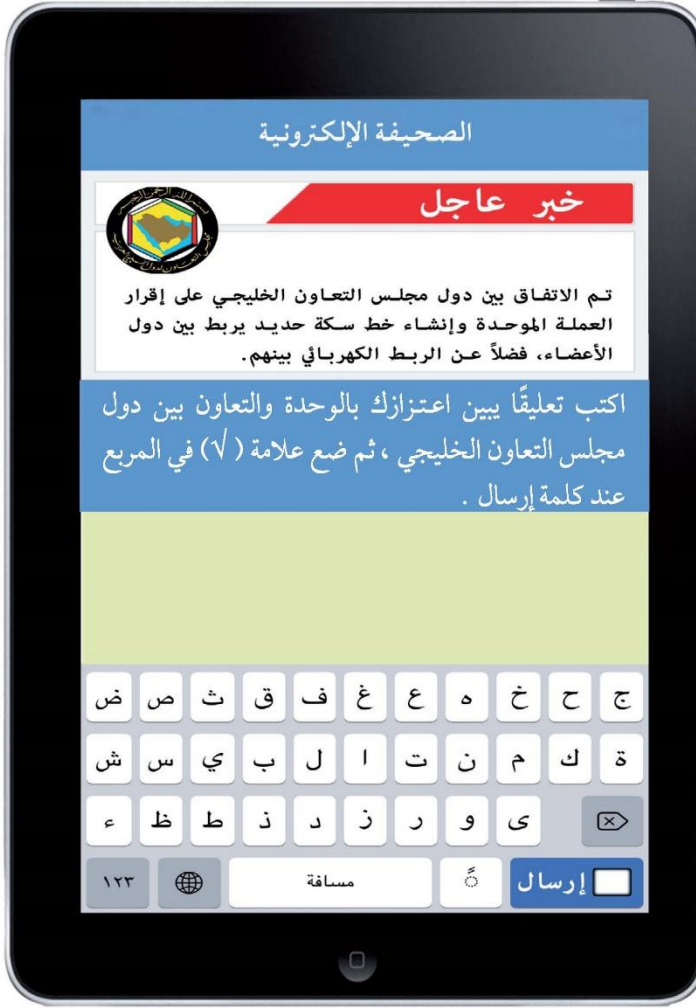 الصحيفة الإلكترونية
خبر عاجل
تم الاتفاق بين دول مجلس التعاون الخليجي على إقرار
العملة الموحدة وإنشاء خط سكة حديد يربط بين دول
الأعضاء، فضلاً عن الربط الكهربائي بينهم.
اكتب تعليقًا يبين اعتزازك بالوحدة والتعاون بين دول
مجلس التعاون الخليجي ، ثم ضع علامة ( √ ) في المربع
عند كلمة إرسال .
ج ح خ ه ع غ ف ق ث ص ض
ة ك م ن ت ا ل ب ي س ش
ى و ر ز د ذ ط ظ ء
إرسال ً مسافة ١٢٣